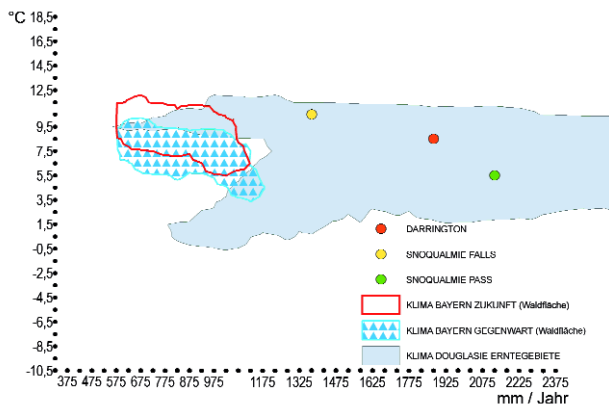 °C
18,5
15,5
12,5
9,5
7,5
5,5
3,5
1,5
-0,5
-2,5
-4,5
-6,5
-8,5
-10,5
DARRINGTON
SNOQUALMIE FALLS
SNOQUALMIE PASS
KLIMA BAYERN ZUKUNFT (Waldfläche)
KLIMA BAYERN GEGENWART (Waldfläche)
KLIMA DOUGLASIE ERNTEGEBIETE
375 475 575 675 775 875 975 1175 1325 1475 1625 1775 1925 2075 2225 2375
mm / Jahr